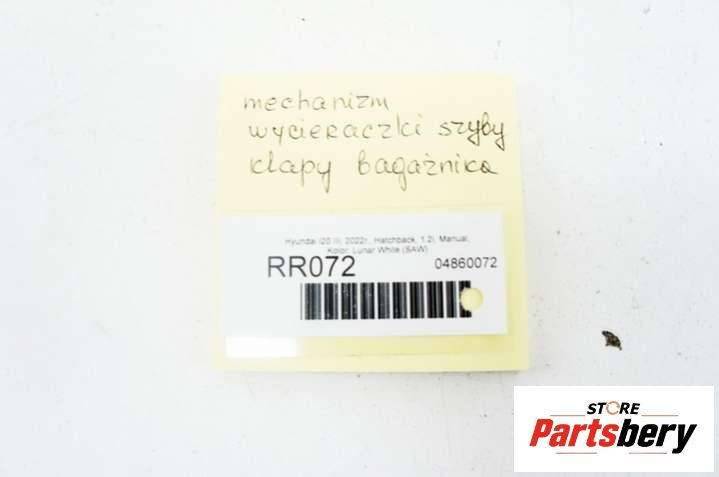 mechanizm
wycieraczki szyby
klapy bagażnika
Hyundai i20 III, 2022r., Hatchback, 1.2i, Manual,
Kolor: Lunar White (SAW)
RR072 04860072
STORE
Partsbery